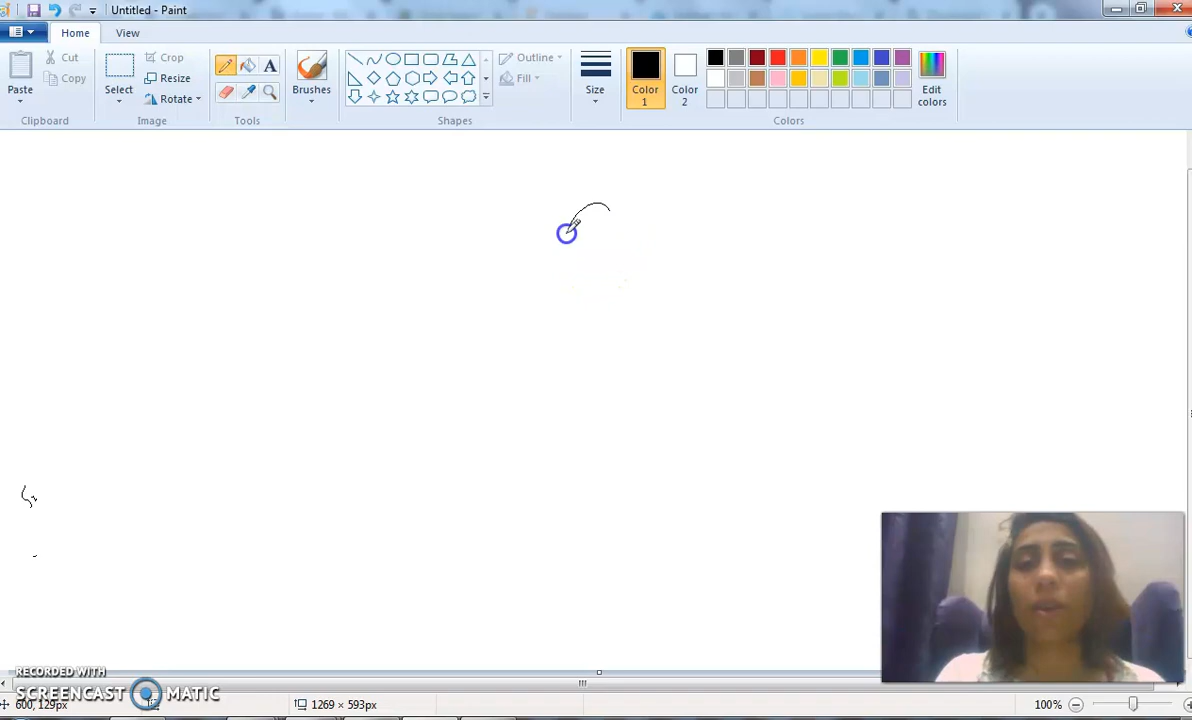 Untitled - Paint
Home View
Paste
Cut
Copy
Clipboard
Select
Crop
Resize
Rotate
Image
A
Tools
Brushes
Outline
Fill
Shapes
Size
Color 1
Color 2
Edit colors
Colors
RECORDED WITH
SCREENCAST MATIC
600, 129px
1269 × 593px
100%